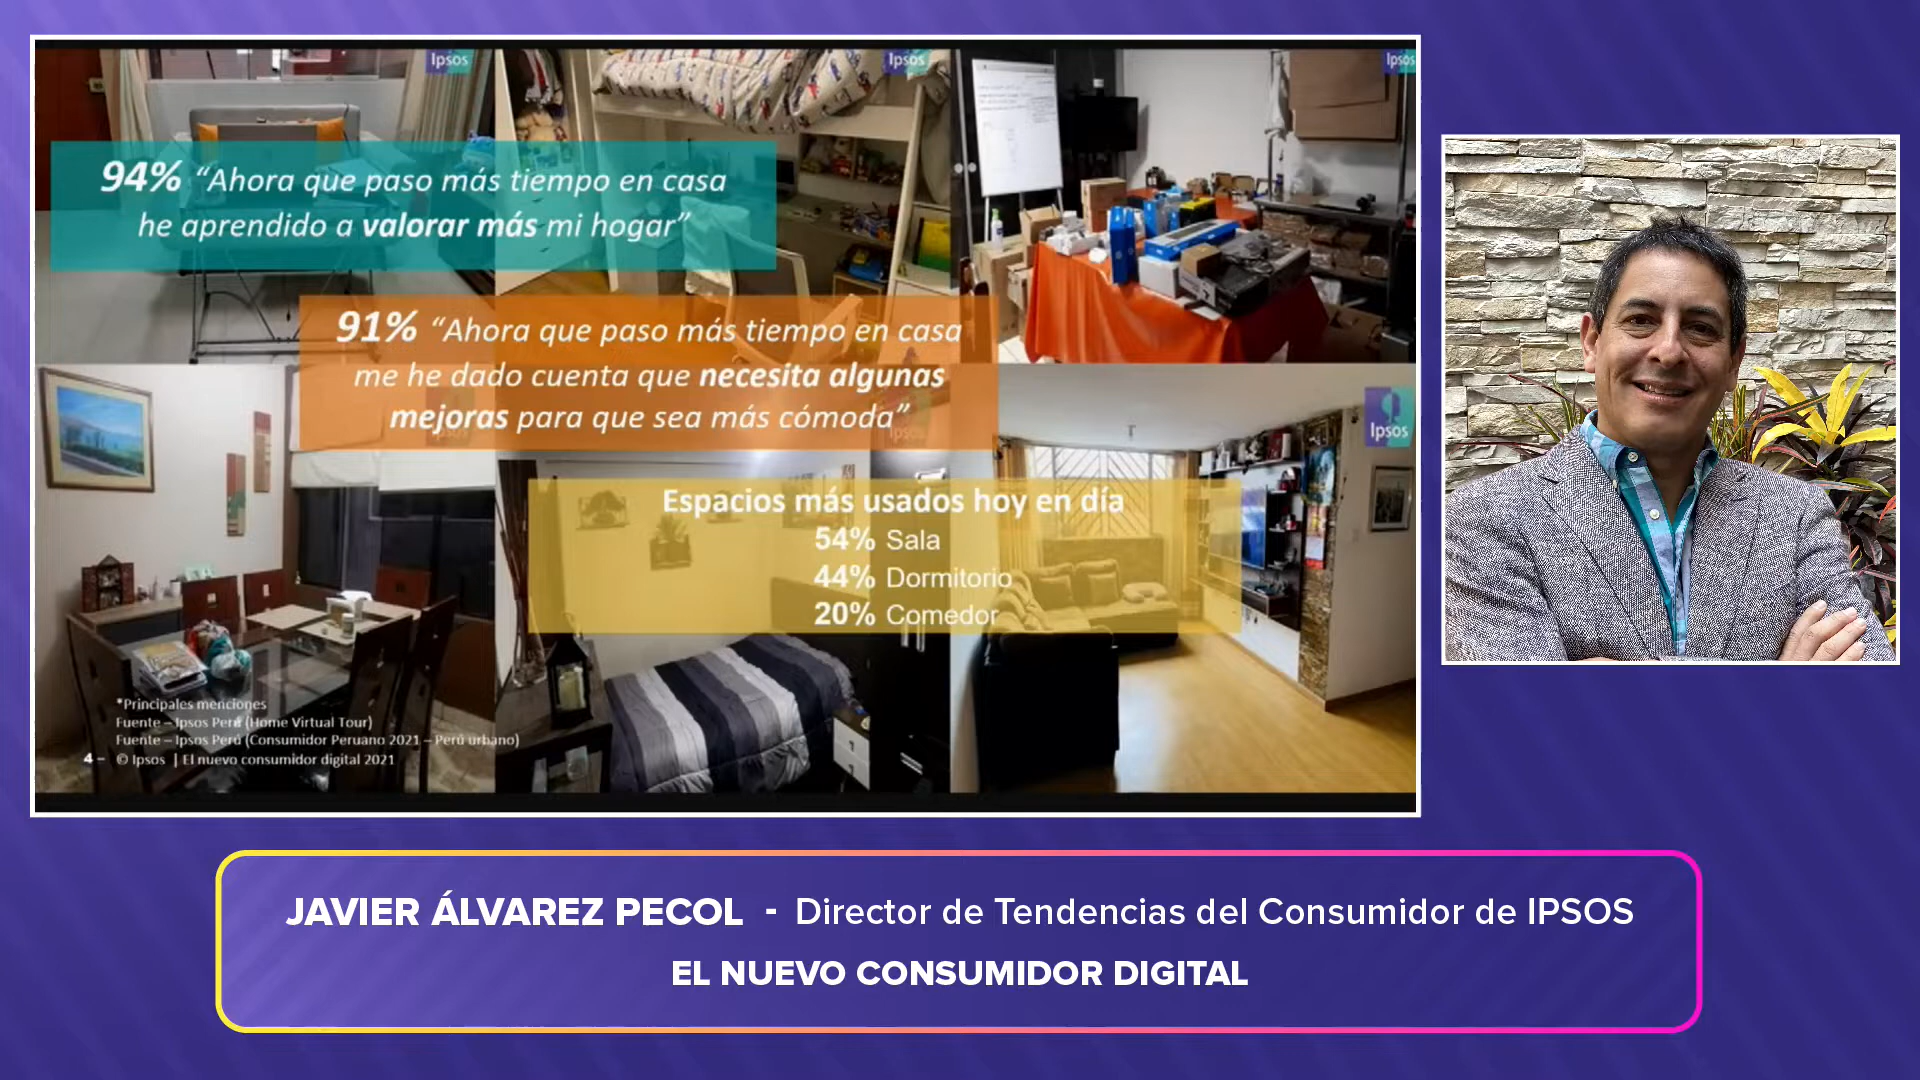 Ipsos
Ipsos
Ipsos
94% “Ahora que paso más tiempo en casa
he aprendido a valorar más mi hogar”
91% “Ahora que paso más tiempo en casa
me he dado cuenta que necesita algunas
mejoras para que sea más cómoda”
Ipsos
Espacios más usados hoy en día
54% Sala
44% Dormitorio
20% Comedor
*Principales menciones
Fuente – Ipsos Perú (Home Virtual Tour)
Fuente – Ipsos Perú (Consumidor Peruano 2021 – Perú urbano)
4 – © Ipsos | El nuevo consumidor digital 2021
JAVIER ÁLVAREZ PECOL - Director de Tendencias del Consumidor de IPSOS
EL NUEVO CONSUMIDOR DIGITAL